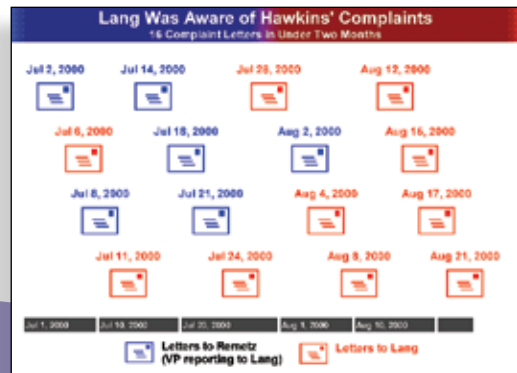 Lang Was Aware of Hawkins' Complaints
16 Complaint Letters in Under Two Months
Jul 2, 2000 Jul 14, 2000 Jul 28, 2000 Aug 12, 2000
Jul 6, 2000 Jul 18, 2000 Aug 2, 2000 Aug 16, 2000
Jul 8, 2000 Jul 21, 2000 Aug 4, 2000 Aug 17, 2000
Jul 11, 2000 Jul 24, 2000 Aug 8, 2000 Aug 21, 2000
Jul 1, 2000 Jul 10, 2000 Jul 20, 2000 Aug 1, 2000 Aug 10, 2000
Letters to Remetz
(VP reporting to Lang)
Letters to Lang